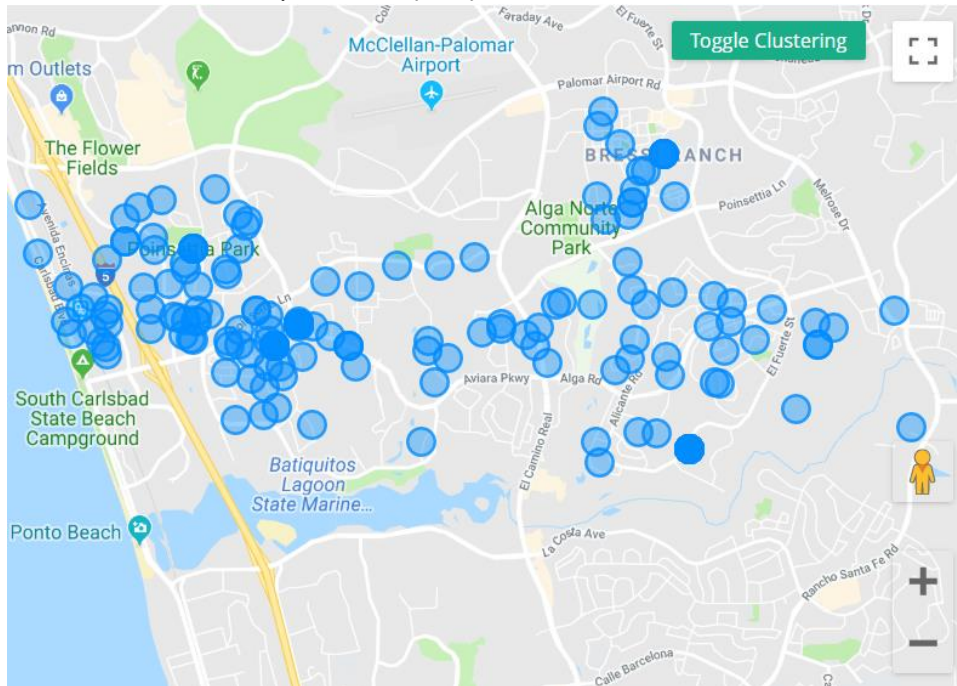 annon Rd
Faraday Ave
El Fuerte St
Toggle Clustering
McClellan-Palomar
Airport
m Outlets
Palomar Airport Rd
The Flower
Fields
BRESSI RANCH
Poinsettia Ln
Melrose Dr
Alga Norte
Community
Park
Avenida Encinas
Carlsbad Blvd
Poinsettia Park
5
Ln
El Fuerte St
Aviara Pkwy
Alga Rd
Alicante Rd
South Carlsbad
State Beach
Campground
El Camino Real
Batiquitos
Lagoon
State Marine...
Ponto Beach
La Costa Ave
Rancho Santa Fe Rd
+
−
Calle Barcelona